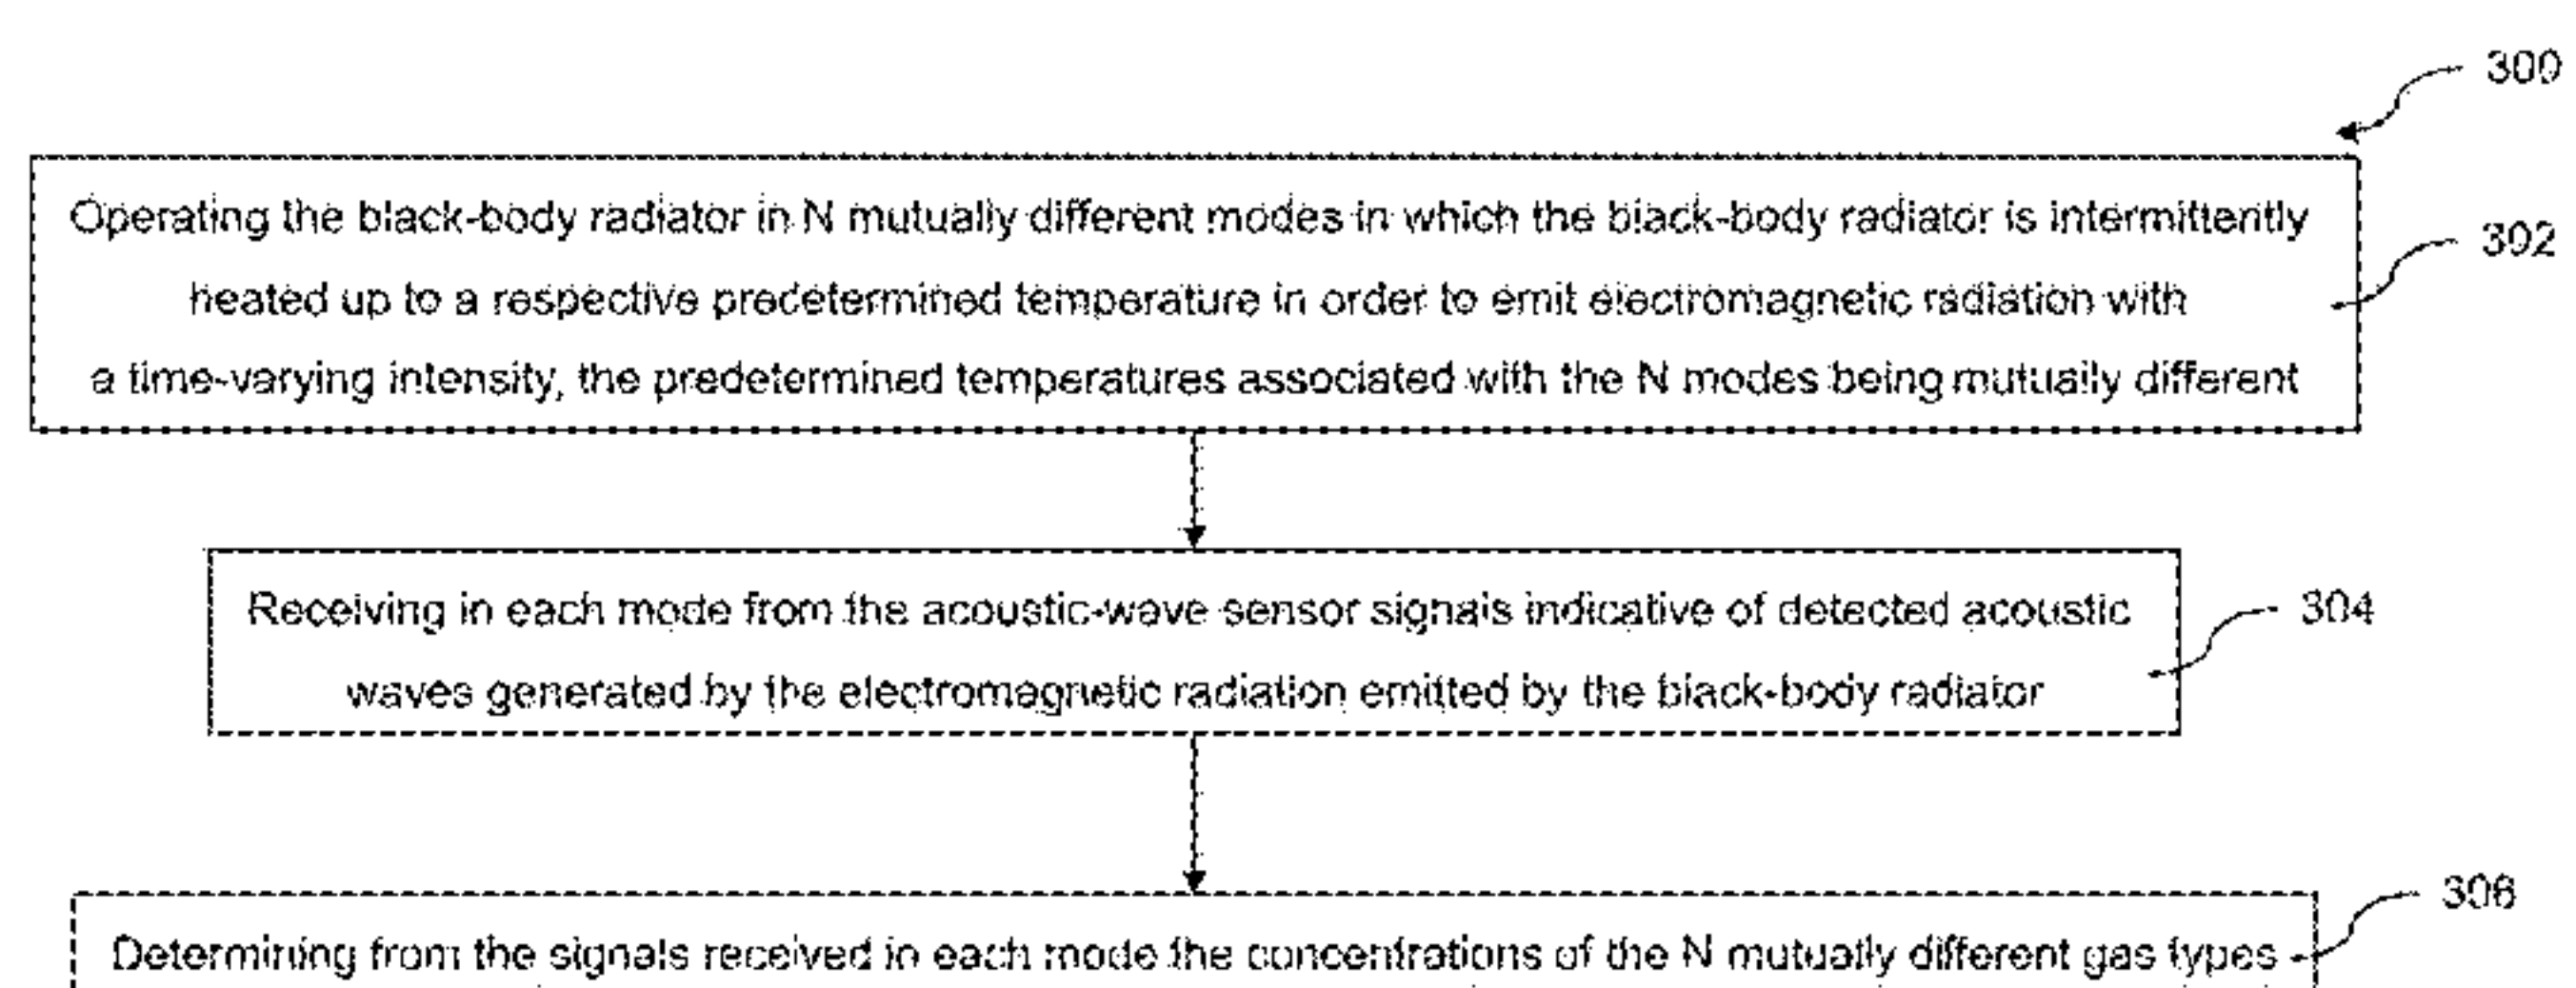 300
Operating the black-body radiator in N mutually different modes in which the black-body radiator is intermittently
302
heated up to a respective predetermined temperature in order to emit electromagnetic radiation with
a time-varying intensity, the predetermined temperatures associated with the N modes being mutually different
Receiving in each mode from the acoustic-wave sensor signals indicative of detected acoustic
304
waves generated by the electromagnetic radiation emitted by the black-body radiator
306
Determining from the signals received in each mode the concentrations of the N mutually different gas types